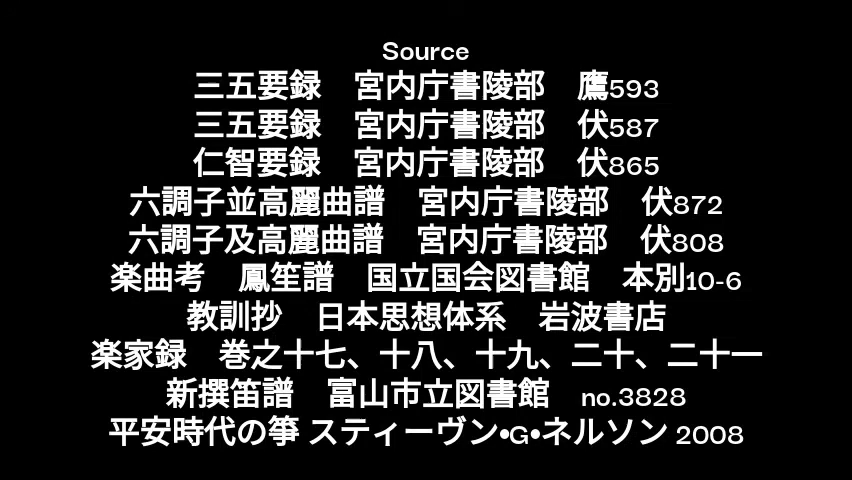 Source
三五要録　宮内庁書陵部　鷹593
三五要録　宮内庁書陵部　伏587
仁智要録　宮内庁書陵部　伏865
六調子並高麗曲譜　宮内庁書陵部　伏872
六調子及高麗曲譜　宮内庁書陵部　伏808
楽曲考　鳳笙譜　国立国会図書館　本別10-6
教訓抄　日本思想体系　岩波書店
楽家録　巻之十七、十八、十九、二十、二十一
新撰笛譜　富山市立図書館　no.3828
平安時代の箏 スティーヴン•G•ネルソン 2008